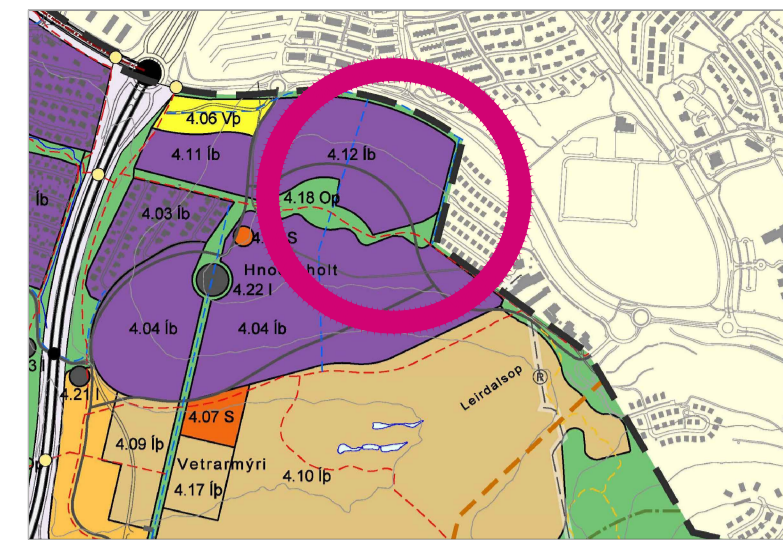 4.06 Vþ
4.11 Íb
4.12 Íb
Íb
4.03 Íb
4.18 Op
S
Hnoðraholt
4.22 I
4.04 Íb
4.04 Íb
4.21 I
4.07 S
Leirdalsop
R
4.09 Íþ
Vetrarmýri
4.17 Íþ
4.10 Íþ